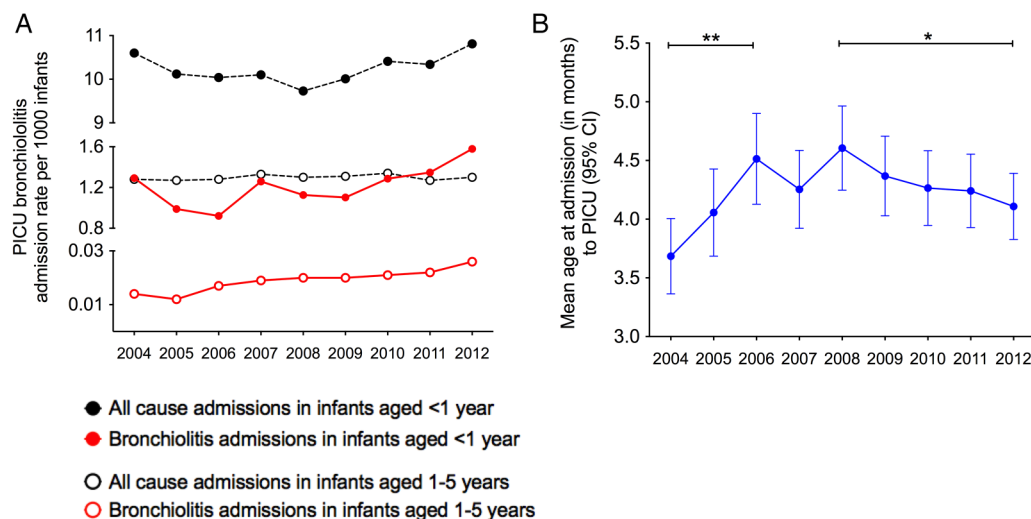 A
PICU bronchiololitis
admission rate per 1000 infants
11
10
9
1.6
1.2
0.8
0.03
0.01
2004 2005 2006 2007 2008 2009 2010 2011 2012
All cause admissions in infants aged <1 year
Bronchiolitis admissions in infants aged <1 year
All cause admissions in infants aged 1-5 years
Bronchiolitis admissions in infants aged 1-5 years
B
Mean age at admission (in months)
to PICU (95% CI)
5.5
5.0
4.5
4.0
3.5
3.0
** *
2004 2005 2006 2007 2008 2009 2010 2011 2012